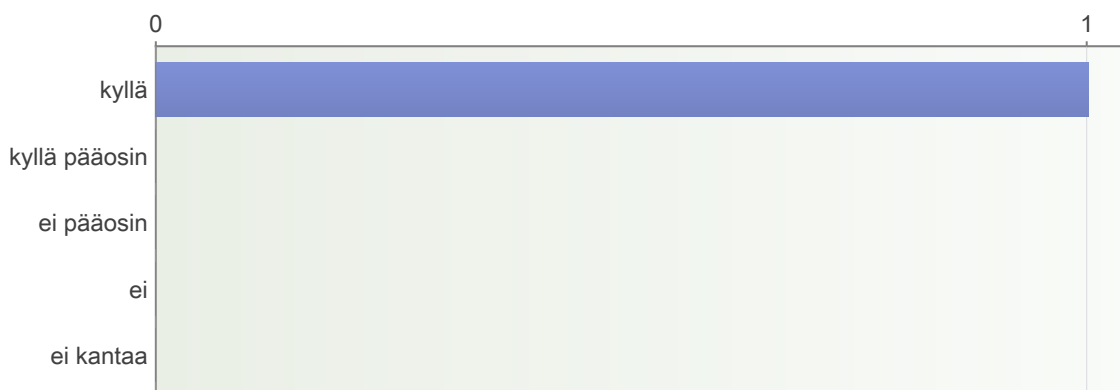 0 1
kyllä
kyllä pääosin
ei pääosin
ei
ei kantaa